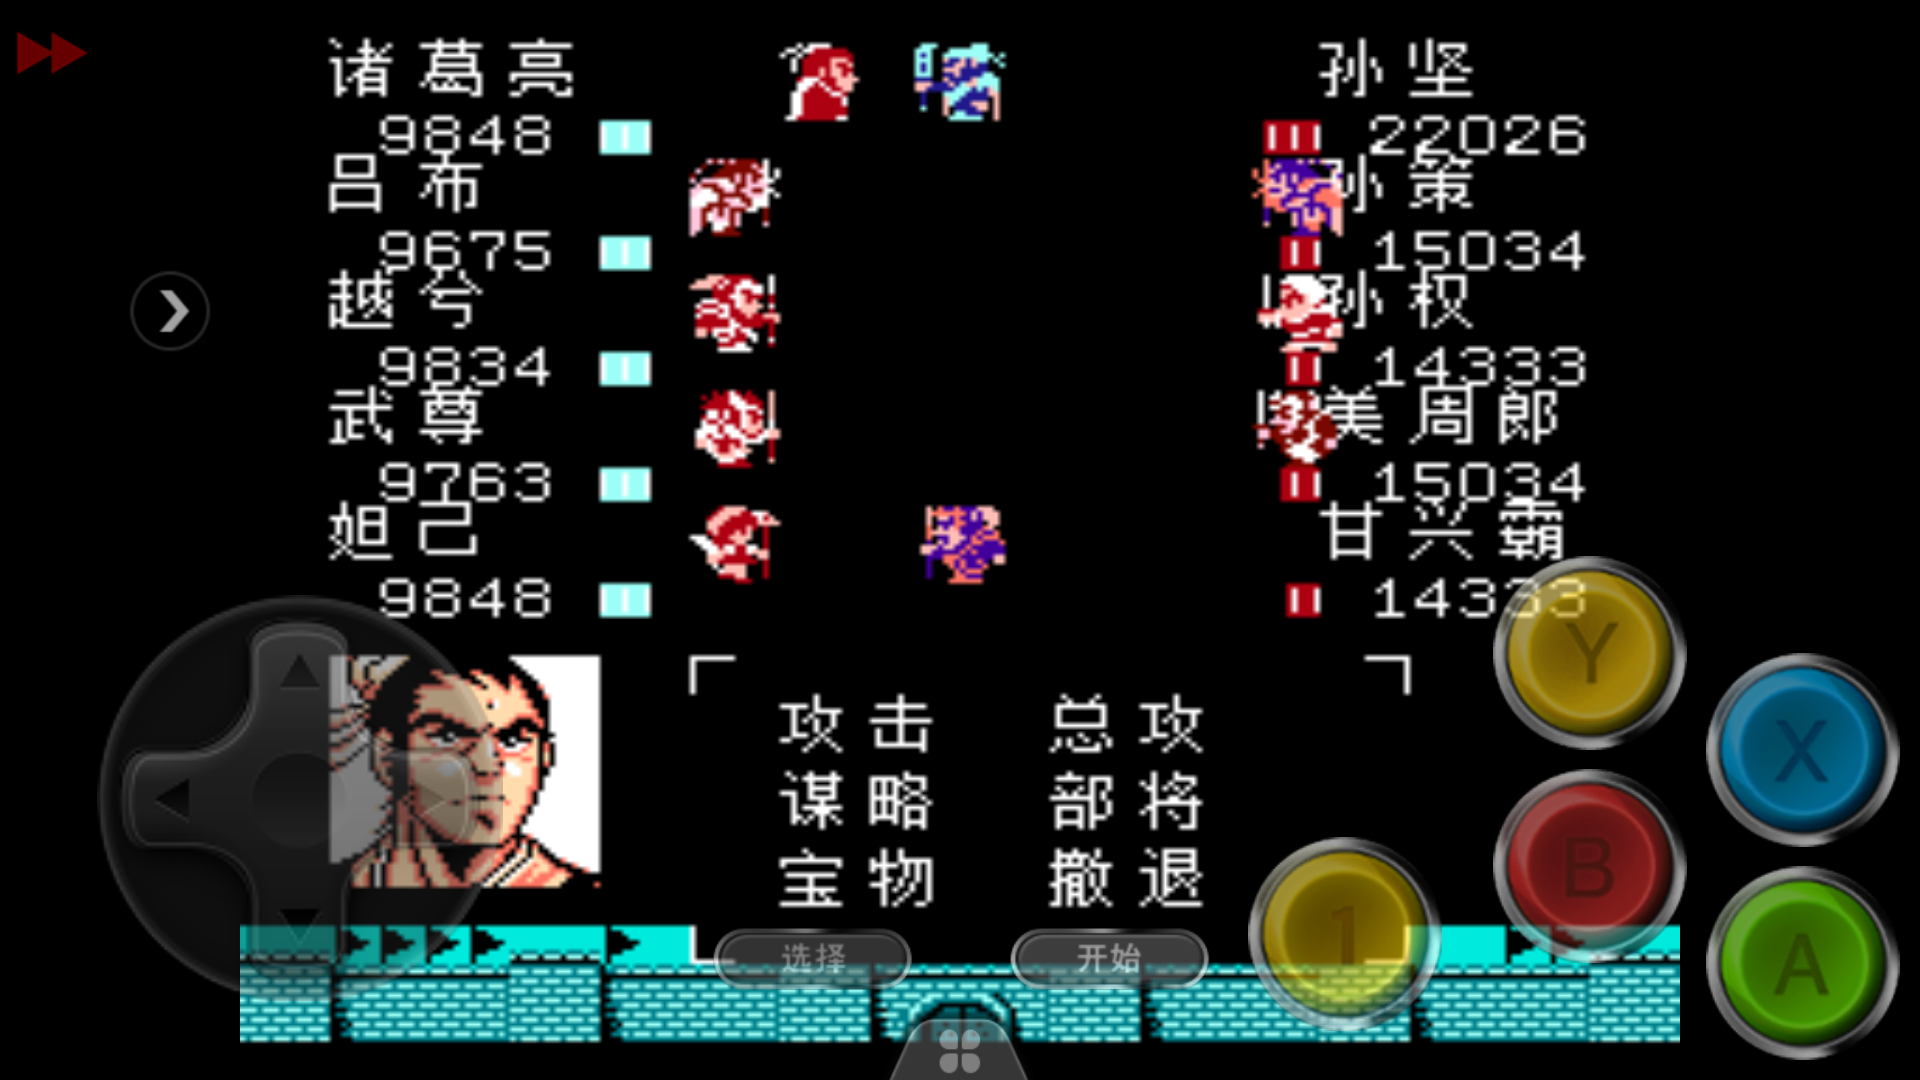 诸葛亮 孙坚
9848 22026
吕布 孙策
9675 15034
越兮 孙权
9834 14333
武尊 美周郎
9763 15034
妲己 甘兴霸
9848 14333
攻击 总攻
谋略 部将
宝物 撤退
选择 开始
1
Y
X
B
A